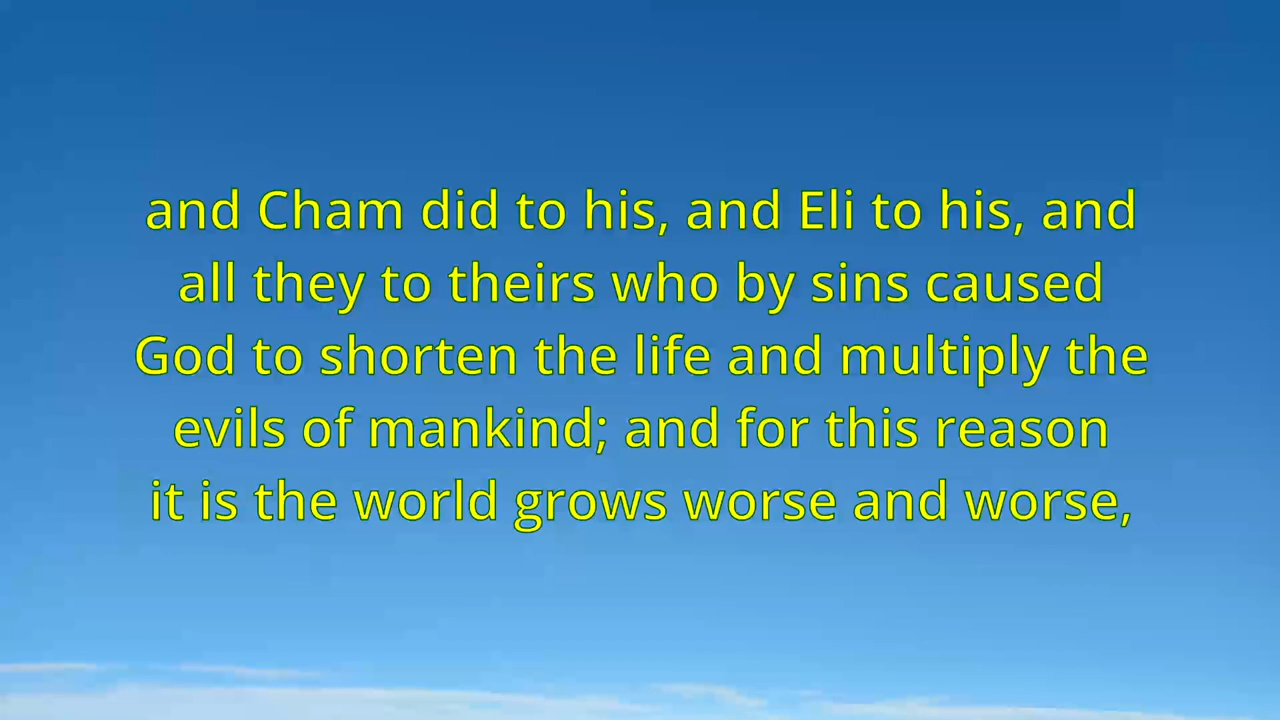 and Cham did to his, and Eli to his, and
all they to theirs who by sins caused
God to shorten the life and multiply the
evils of mankind; and for this reason
it is the world grows worse and worse,